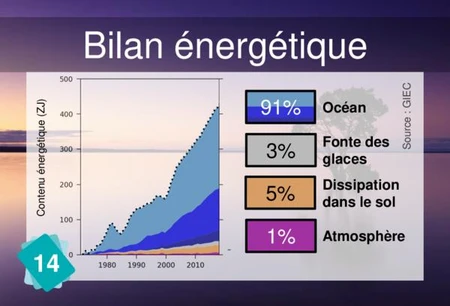 Bilan énergétique
500
400
300
200
100
0
1980 1990 2000 2010
Contenu énergétique (ZJ)
91% Océan
3% Fonte des
glaces
5% Dissipation
dans le sol
1% Atmosphère
Source : GIEC
14